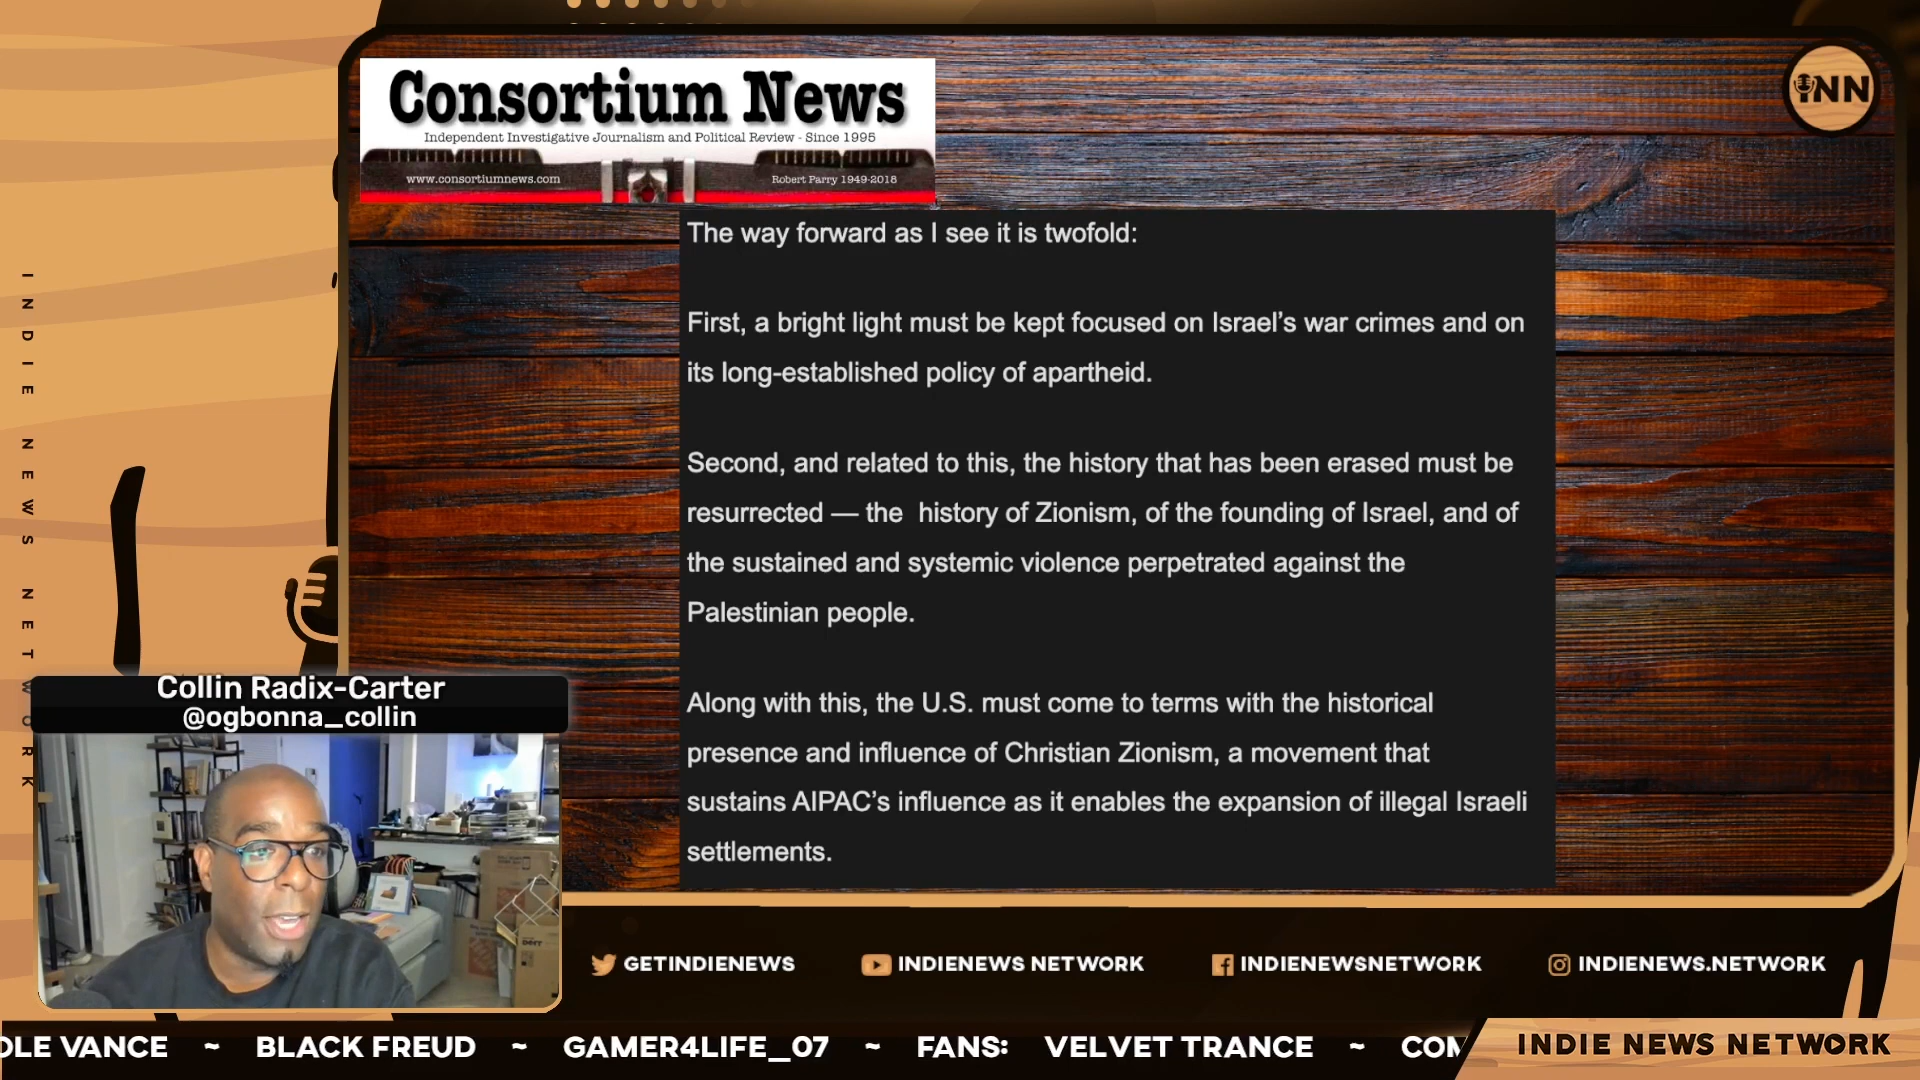 Consortium News
Independent Investigative Journalism and Political Review - Since 1995
www.consortiumnews.com
Robert Parry 1949-2018
iNN
The way forward as I see it is twofold:
First, a bright light must be kept focused on Israel’s war crimes and on
its long-established policy of apartheid.
Second, and related to this, the history that has been erased must be
resurrected — the  history of Zionism, of the founding of Israel, and of
the sustained and systemic violence perpetrated against the
Palestinian people.
Along with this, the U.S. must come to terms with the historical
presence and influence of Christian Zionism, a movement that
sustains AIPAC’s influence as it enables the expansion of illegal Israeli
settlements.
INDIE NEWS NETWORK
Collin Radix-Carter
@ogbonna_collin
GETINDIENEWS
INDIENEWS NETWORK
INDIENEWSNETWORK
INDIENEWS.NETWORK
VANCE ~ BLACK FREUD ~ GAMER4LIFE_07 ~ FANS: VELVET TRANCE ~
INDIE NEWS NETWORK